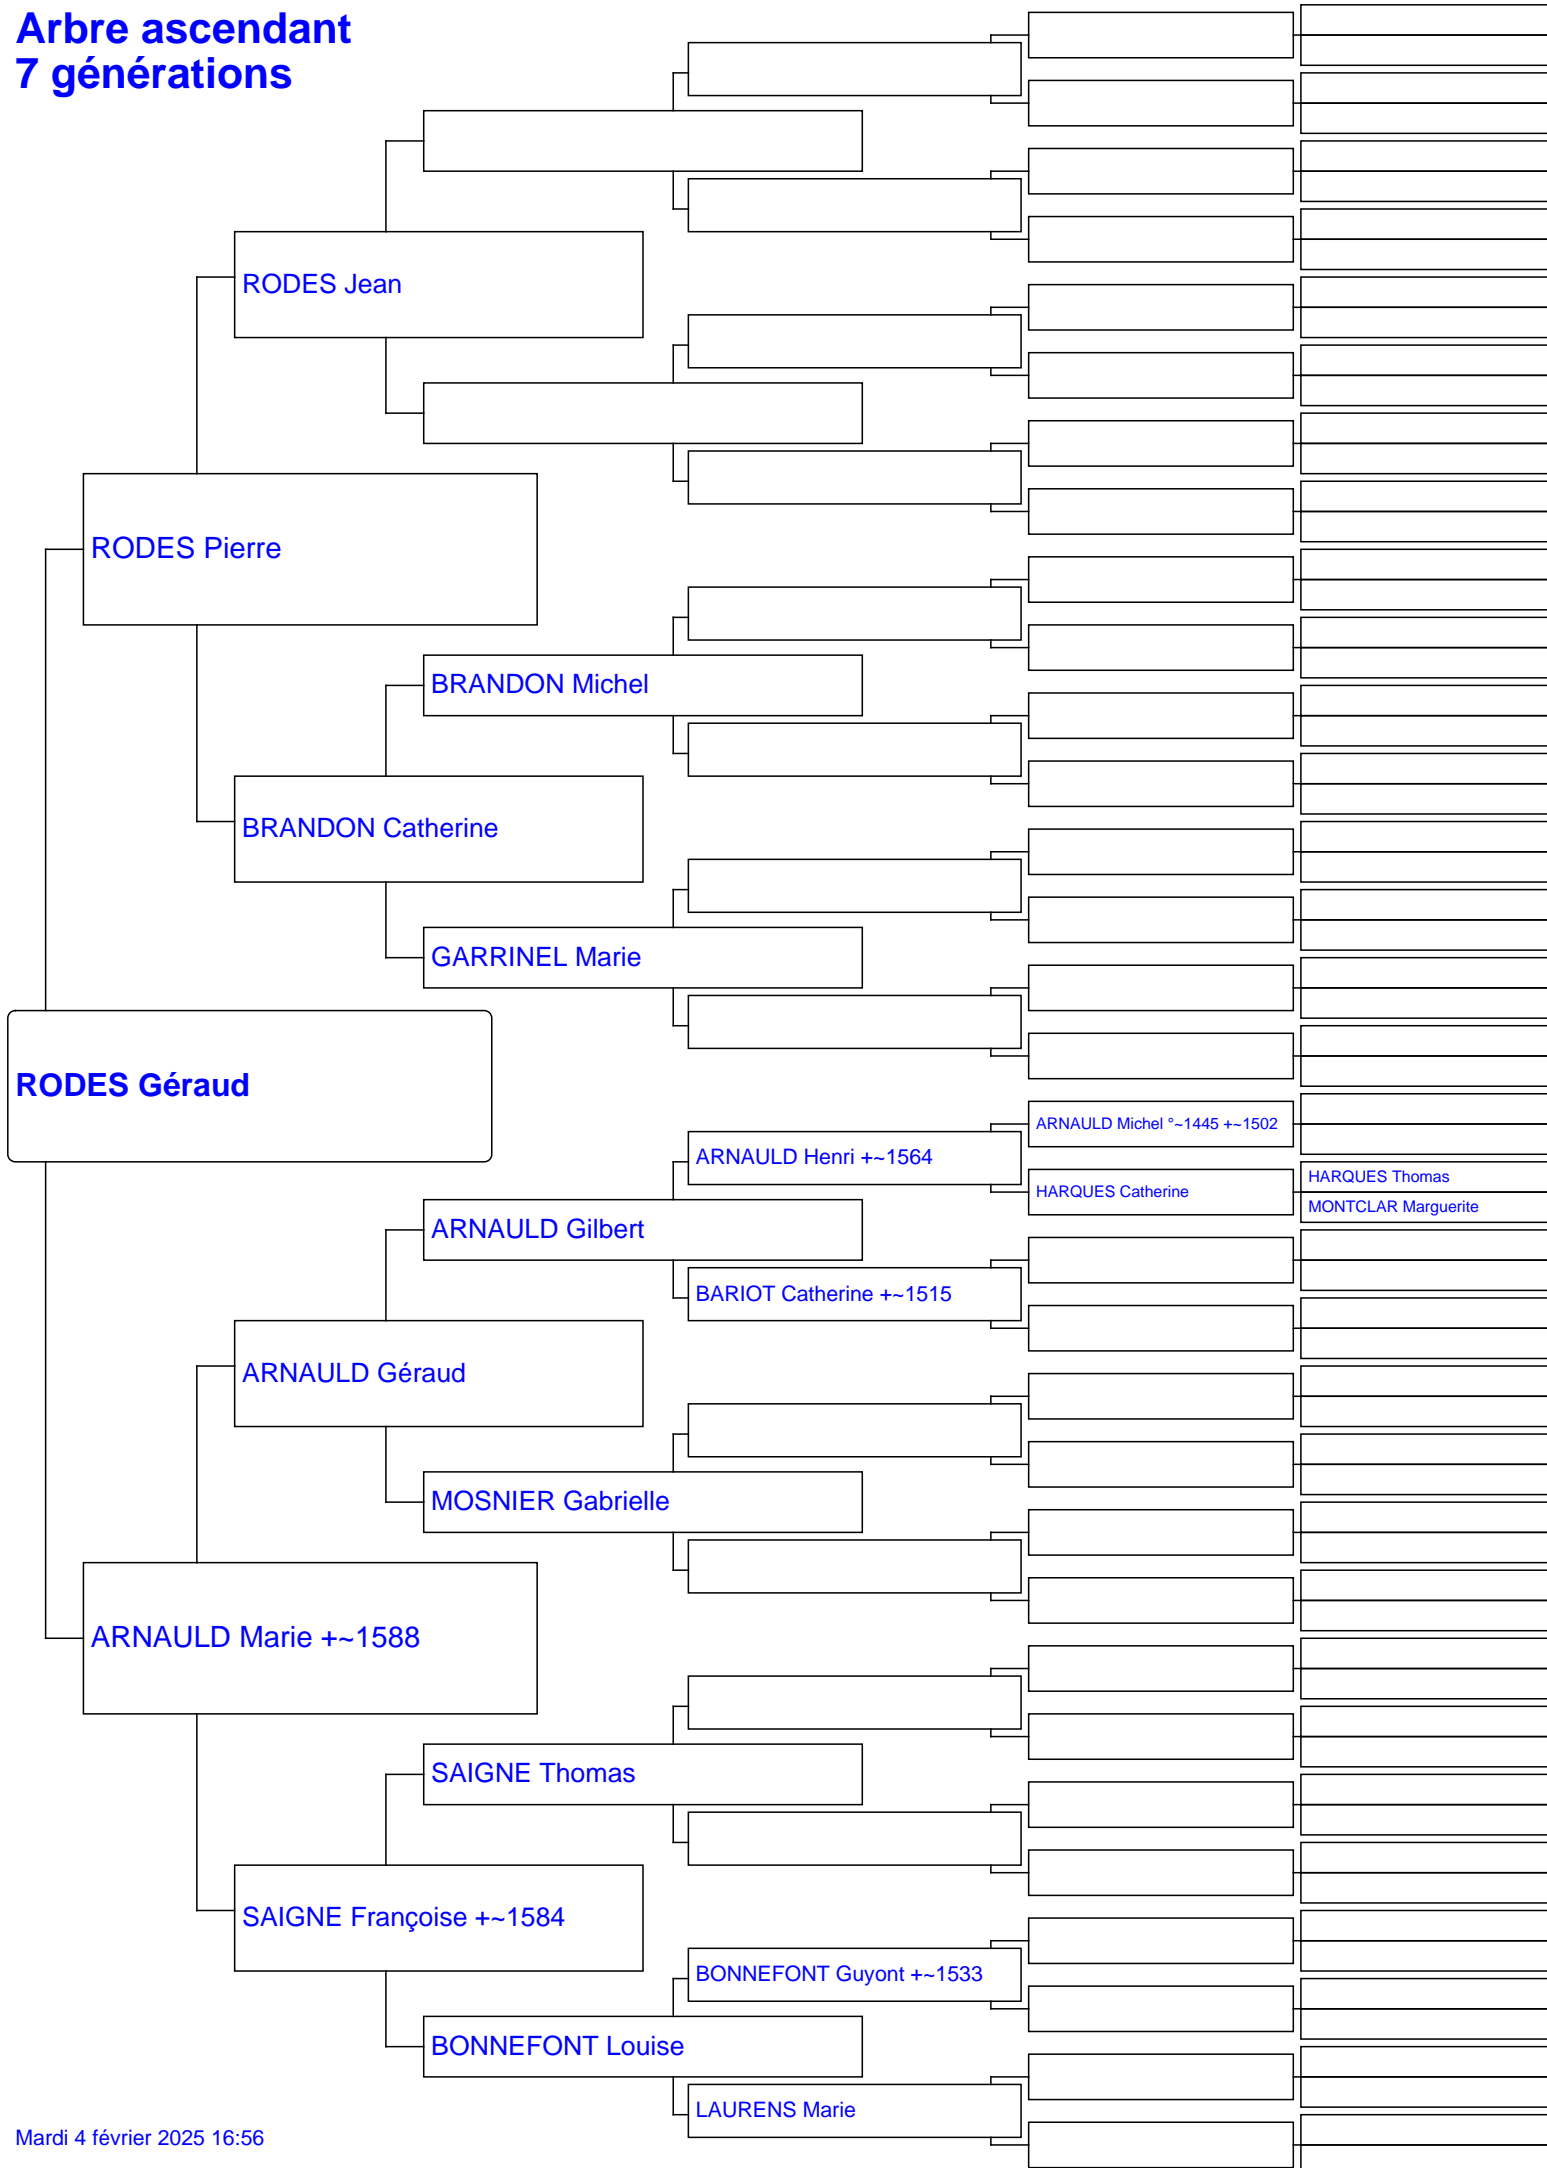 Arbre ascendant
7 générations
RODES Jean
RODES Pierre
BRANDON Michel
BRANDON Catherine
GARRINEL Marie
RODES Géraud
ARNAULD Michel °~1445 +~1502
ARNAULD Henri +~1564
HARQUES Thomas
HARQUES Catherine
MONTCLAR Marguerite
ARNAULD Gilbert
BARIOT Catherine +~1515
ARNAULD Géraud
MOSNIER Gabrielle
ARNAULD Marie +~1588
SAIGNE Thomas
SAIGNE Françoise +~1584
BONNEFONT Guyont +~1533
BONNEFONT Louise
LAURENS Marie
Mardi 4 février 2025 16:56